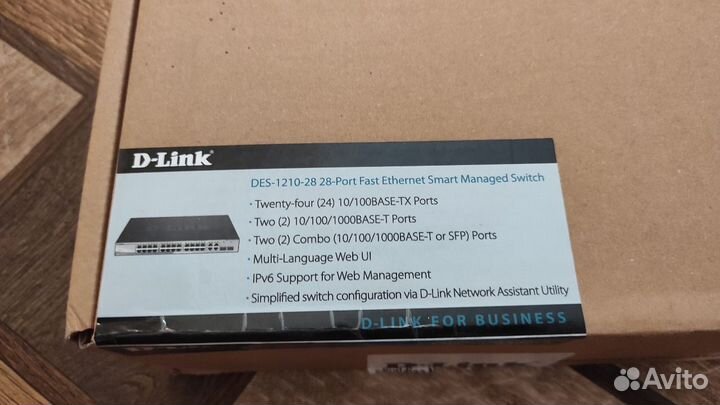 D-Link
DES-1210-28 28-Port Fast Ethernet Smart Managed Switch
· Twenty-four (24) 10/100BASE-TX Ports
· Two (2) 10/100/1000BASE-T Ports
· Two (2) Combo (10/100/1000BASE-T or SFP) Ports
· Multi-Language Web UI
· IPv6 Support for Web Management
· Simplified switch configuration via D-Link Network Assistant Utility
D-LINK FOR BUSINESS
Avito